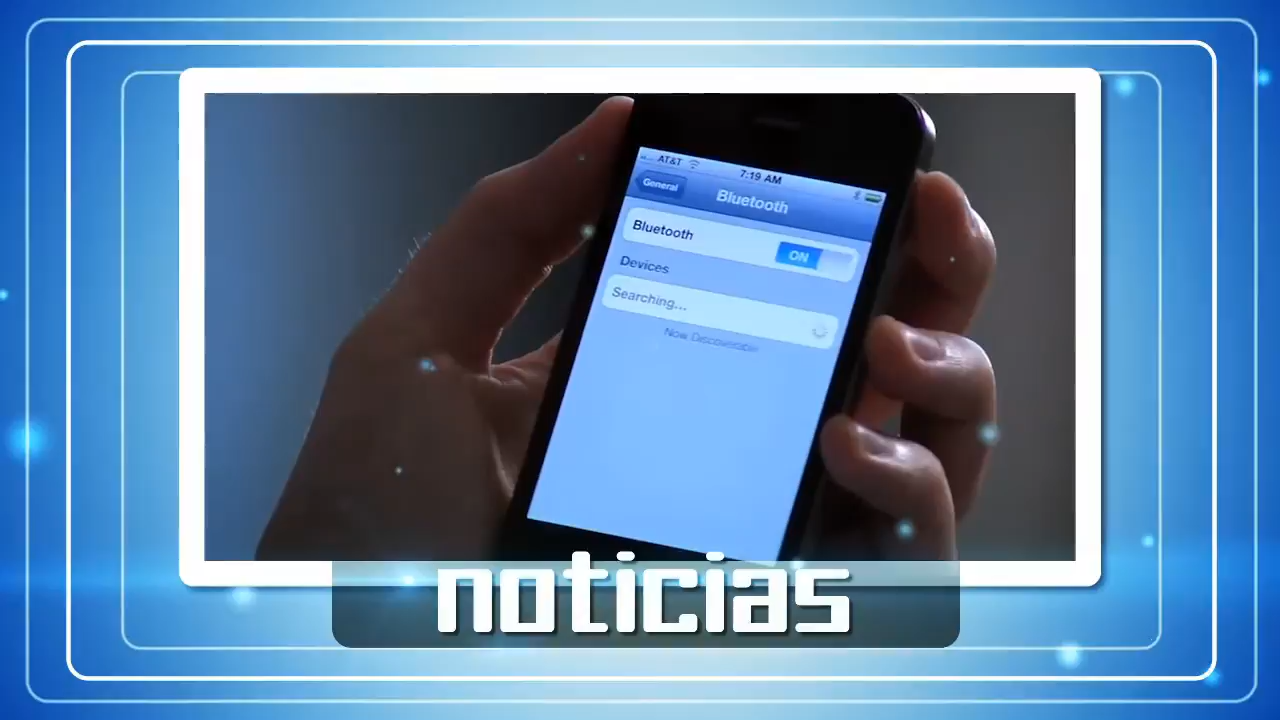 AT&T
7:19 AM
General
Bluetooth
Bluetooth
ON
Devices
Searching...
Now Discoverable
noticias